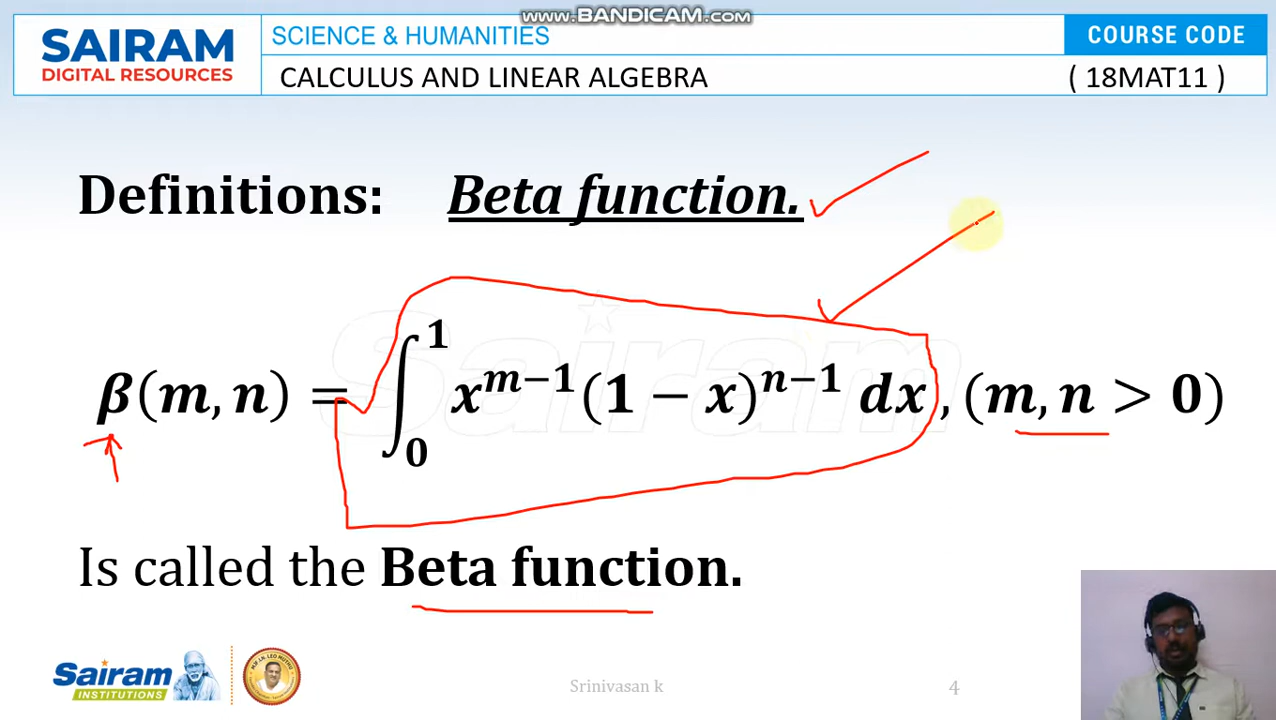 www.BANDICAM.com
SAIRAM
DIGITAL RESOURCES
SCIENCE & HUMANITIES
COURSE CODE
CALCULUS AND LINEAR ALGEBRA
( 18MAT11 )
Definitions: Beta function.
Sairam
β(m, n) = ∫₀¹ x^{m−1}(1 − x)^{n−1} dx, (m, n > 0)
Is called the Beta function.
Sairam
INSTITUTIONS
Srinivasan k
4